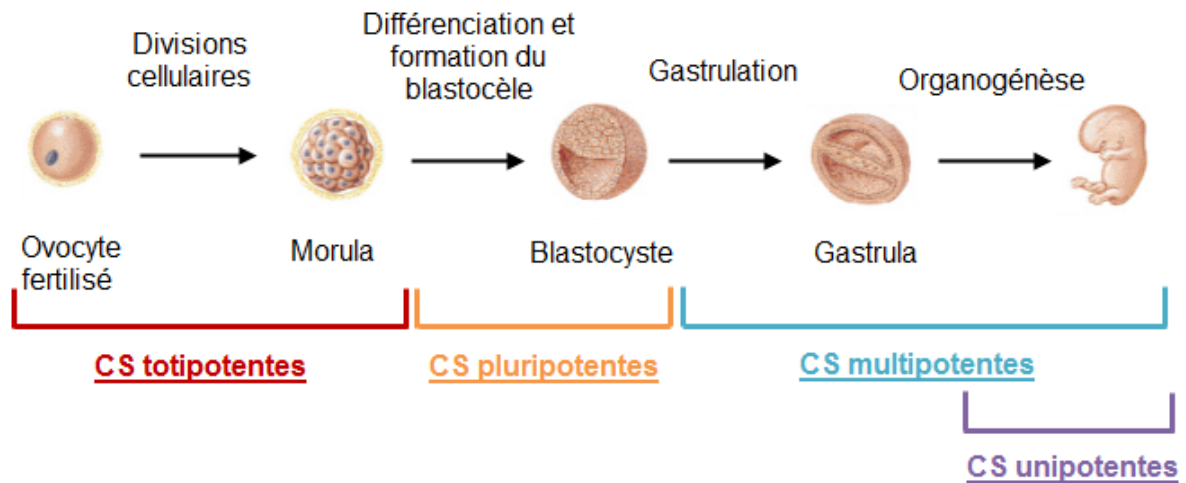 Divisions
cellulaires
Différenciation et
formation du
blastocèle
Gastrulation
Organogénèse
Ovocyte
fertilisé
Morula
Blastocyste
Gastrula
CS totipotentes
CS pluripotentes
CS multipotentes
CS unipotentes